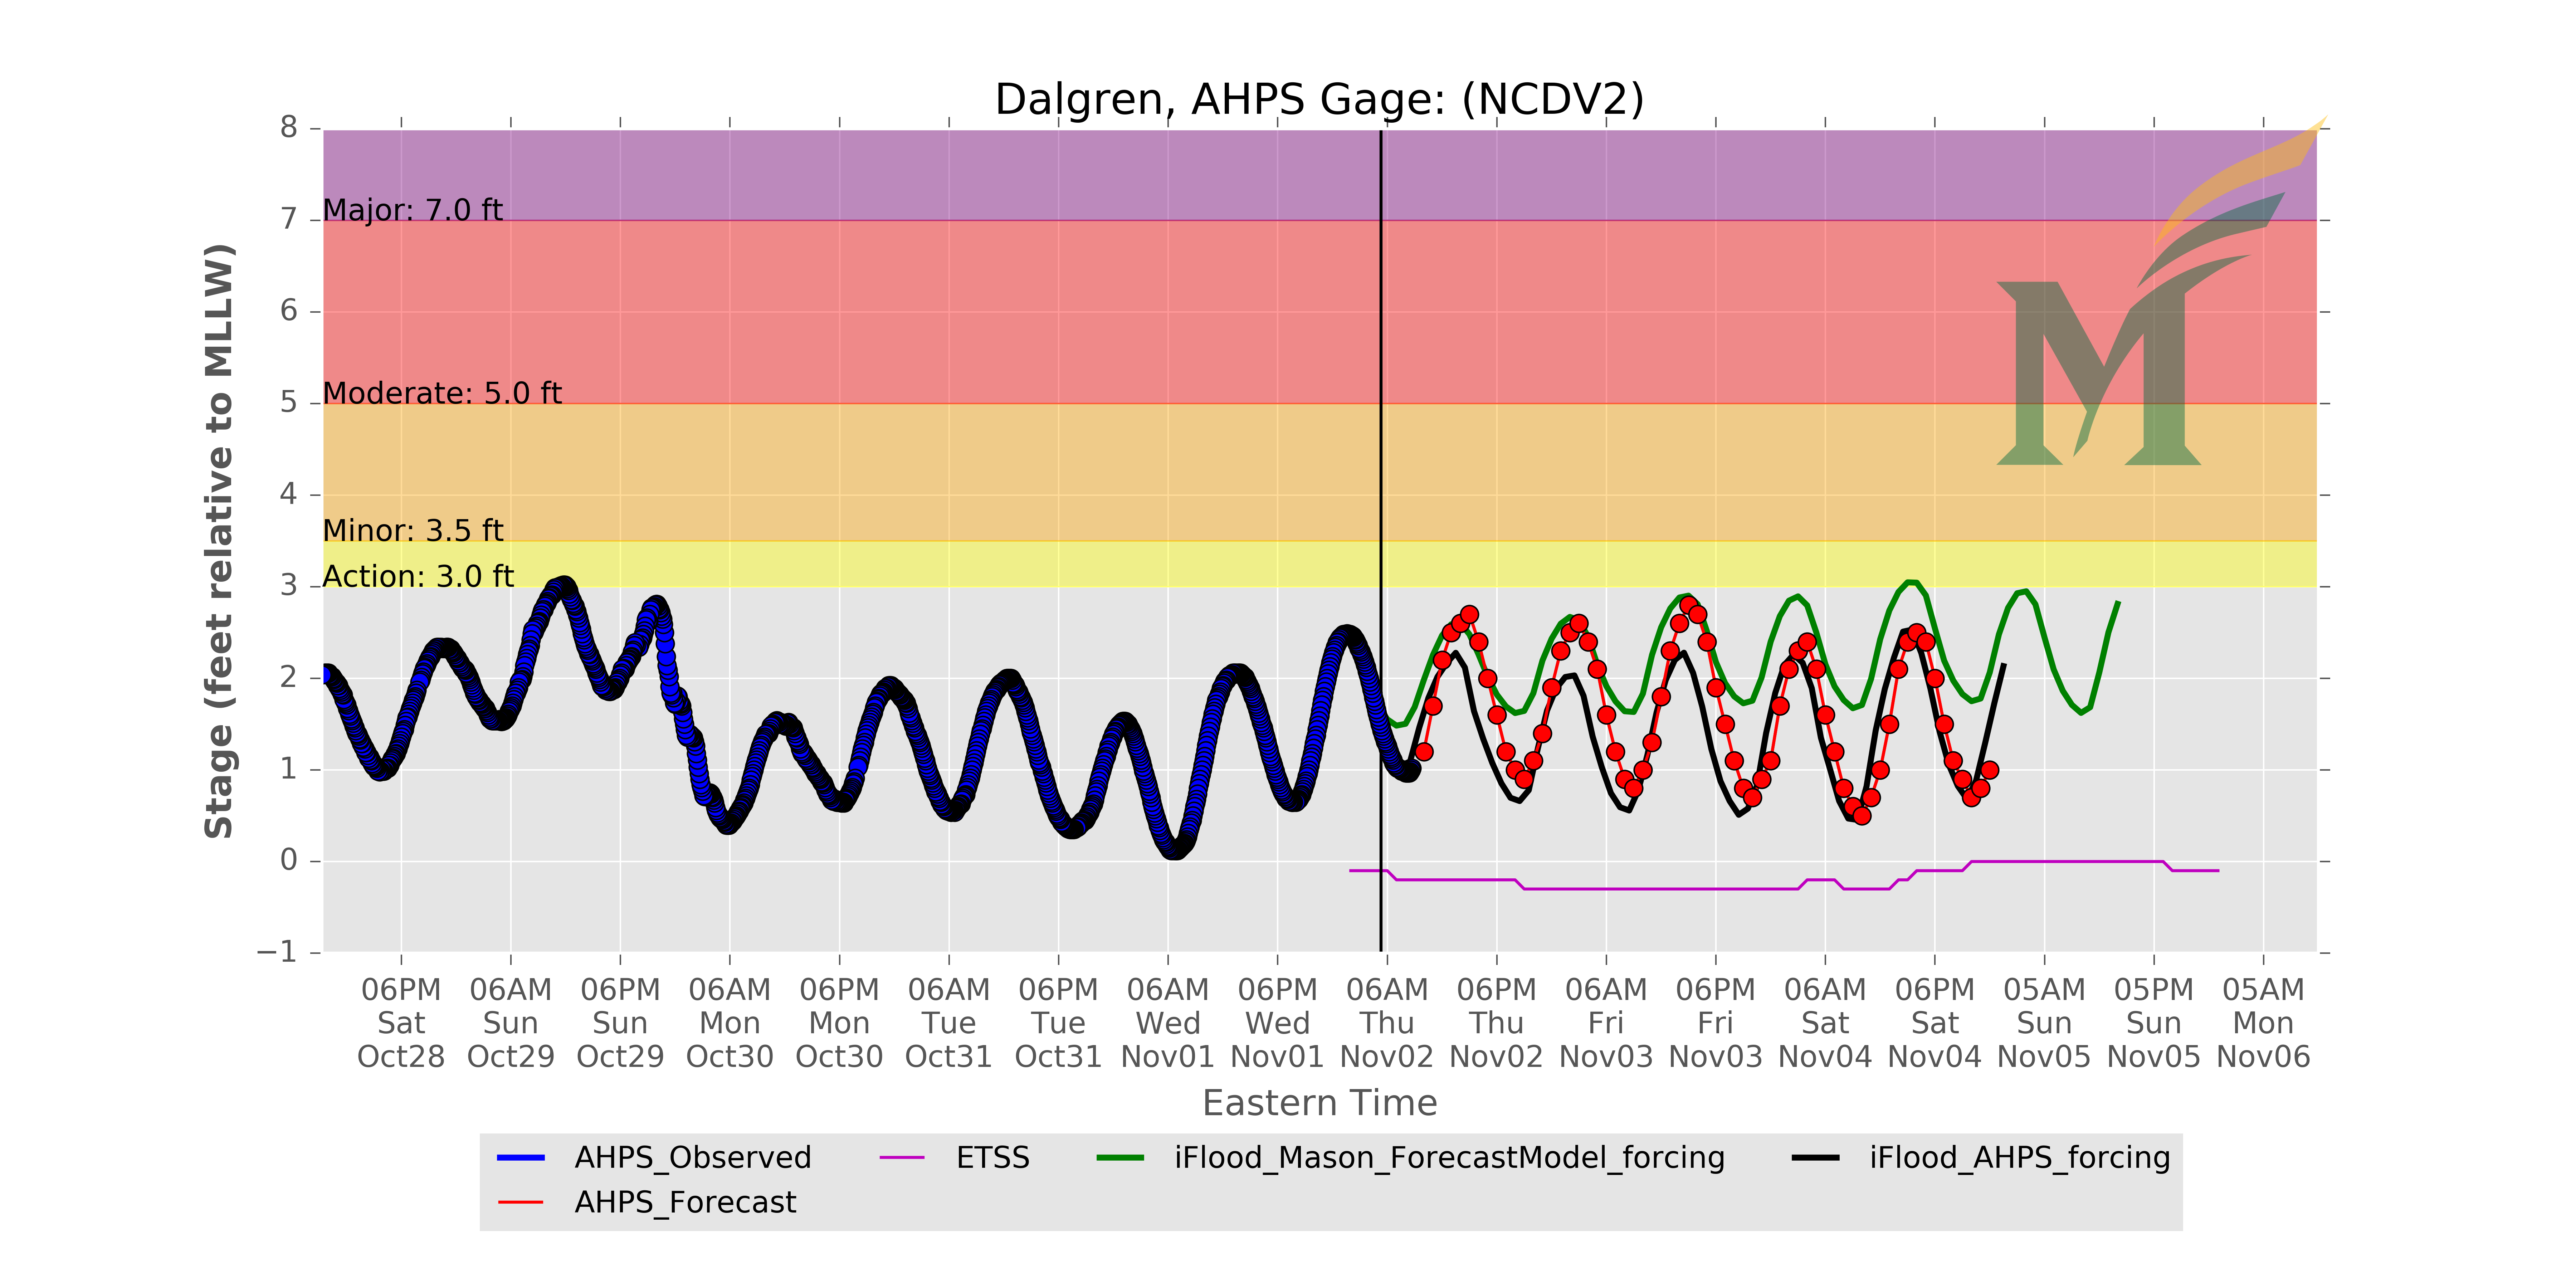 Dalgren, AHPS Gage: (NCDV2)
Stage (feet relative to MLLW)
8
7
6
5
4
3
2
1
0
−1
Major: 7.0 ft
Moderate: 5.0 ft
Minor: 3.5 ft
Action: 3.0 ft
M
06PM 06AM 06PM 06AM 06PM 06AM 06PM 06AM 06PM 06AM 06PM 06AM 06PM 06AM 06PM 05AM 05PM 05AM
Sat Sun Sun Mon Mon Tue Tue Wed Wed Thu Thu Fri Fri Sat Sat Sun Sun Mon
Oct28 Oct29 Oct29 Oct30 Oct30 Oct31 Oct31 Nov01 Nov01 Nov02 Nov02 Nov03 Nov03 Nov04 Nov04 Nov05 Nov05 Nov06
Eastern Time
AHPS_Observed ETSS iFlood_Mason_ForecastModel_forcing iFlood_AHPS_forcing
AHPS_Forecast